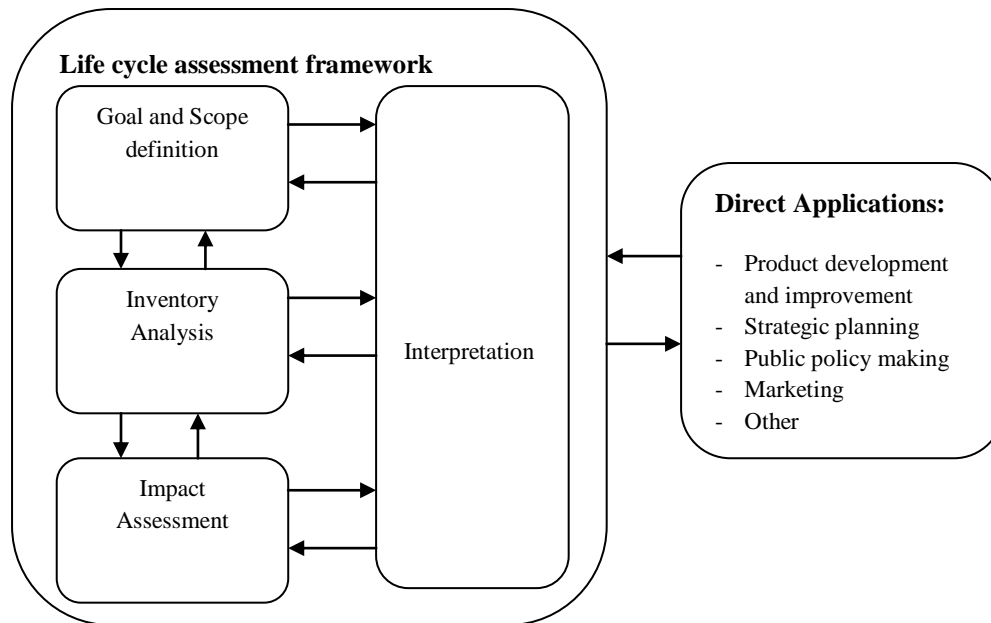 Life cycle assessment framework
Goal and Scope
definition
Inventory
Analysis
Impact
Assessment
Interpretation
Direct Applications:
- Product development
and improvement
- Strategic planning
- Public policy making
- Marketing
- Other